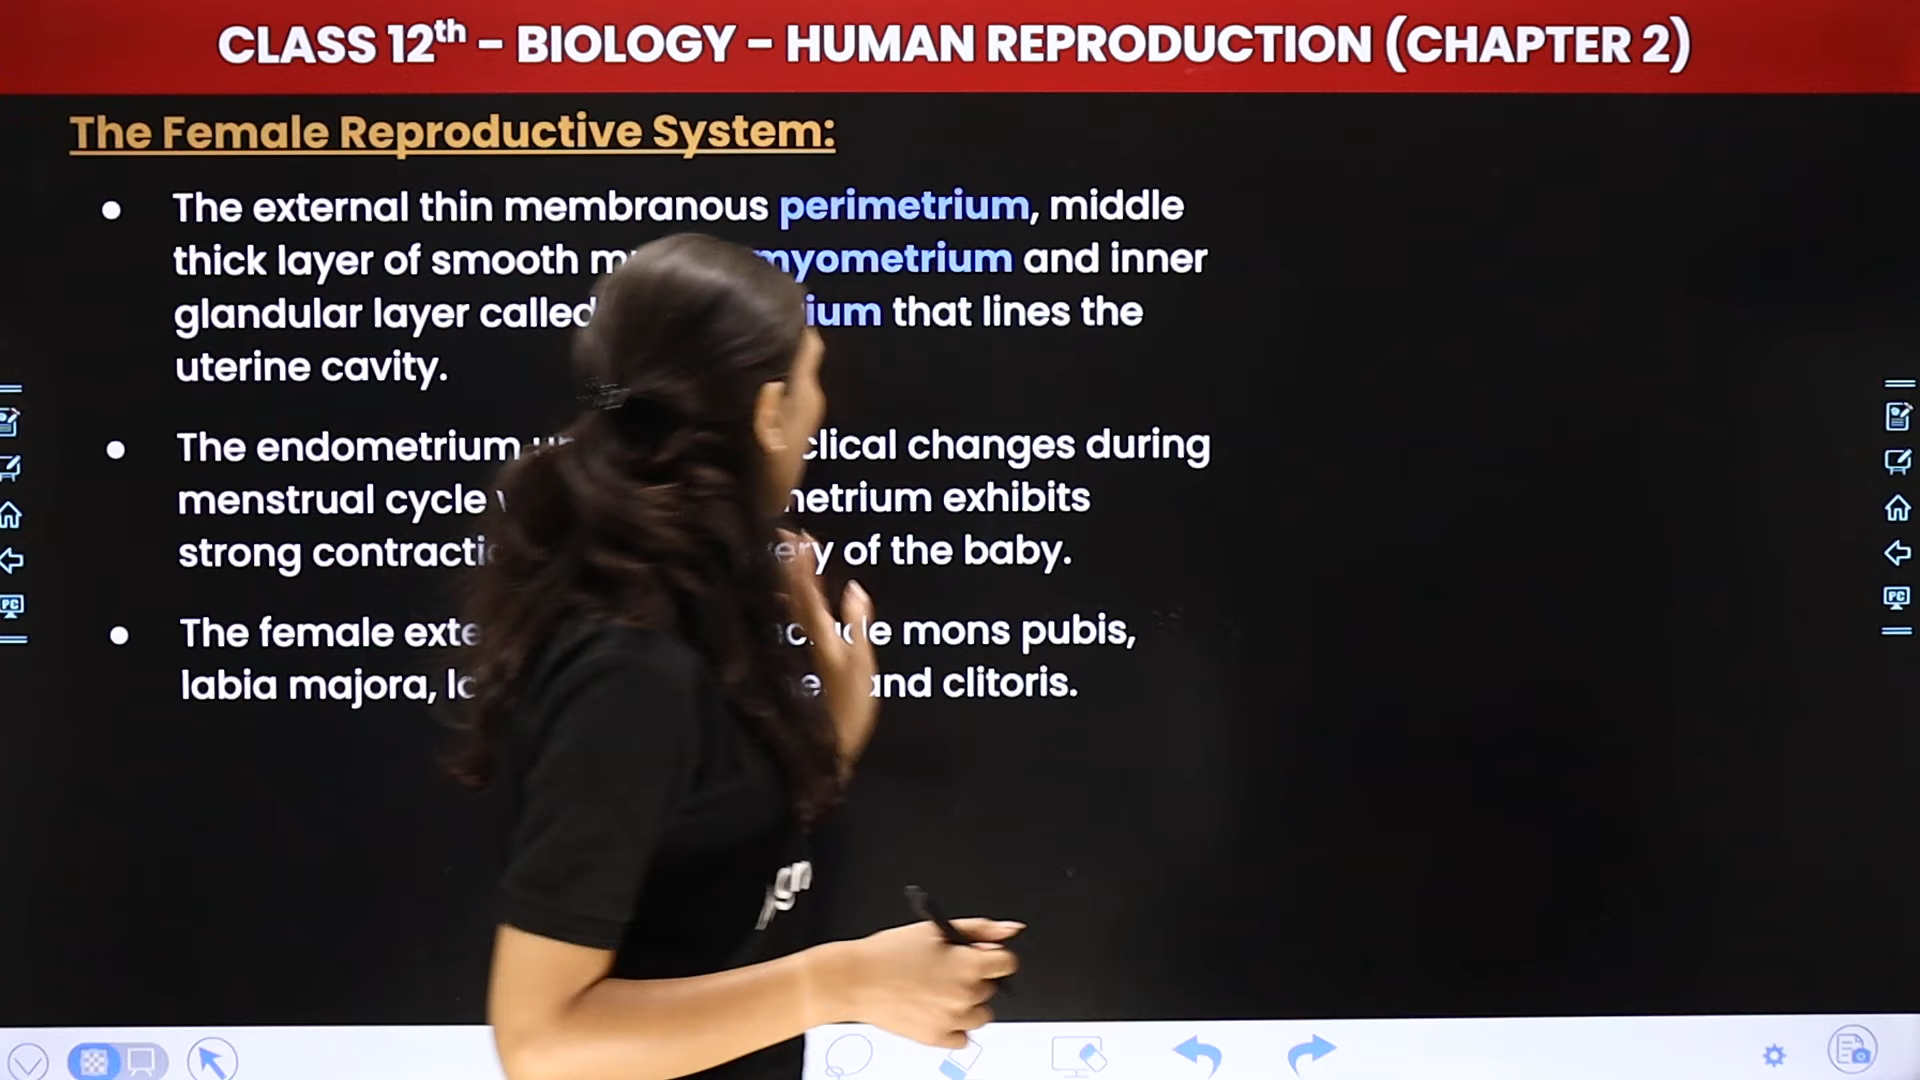 CLASS 12th – BIOLOGY – HUMAN REPRODUCTION (CHAPTER 2)
The Female Reproductive System:
● The external thin membranous perimetrium, middle
thick layer of smooth myometrium and inner
glandular layer called that lines the
uterine cavity.
● The endometrium changes during
menstrual cycle exhibits
strong of the baby.
● The female mons pubis,
labia majora, and clitoris.
PC
PC